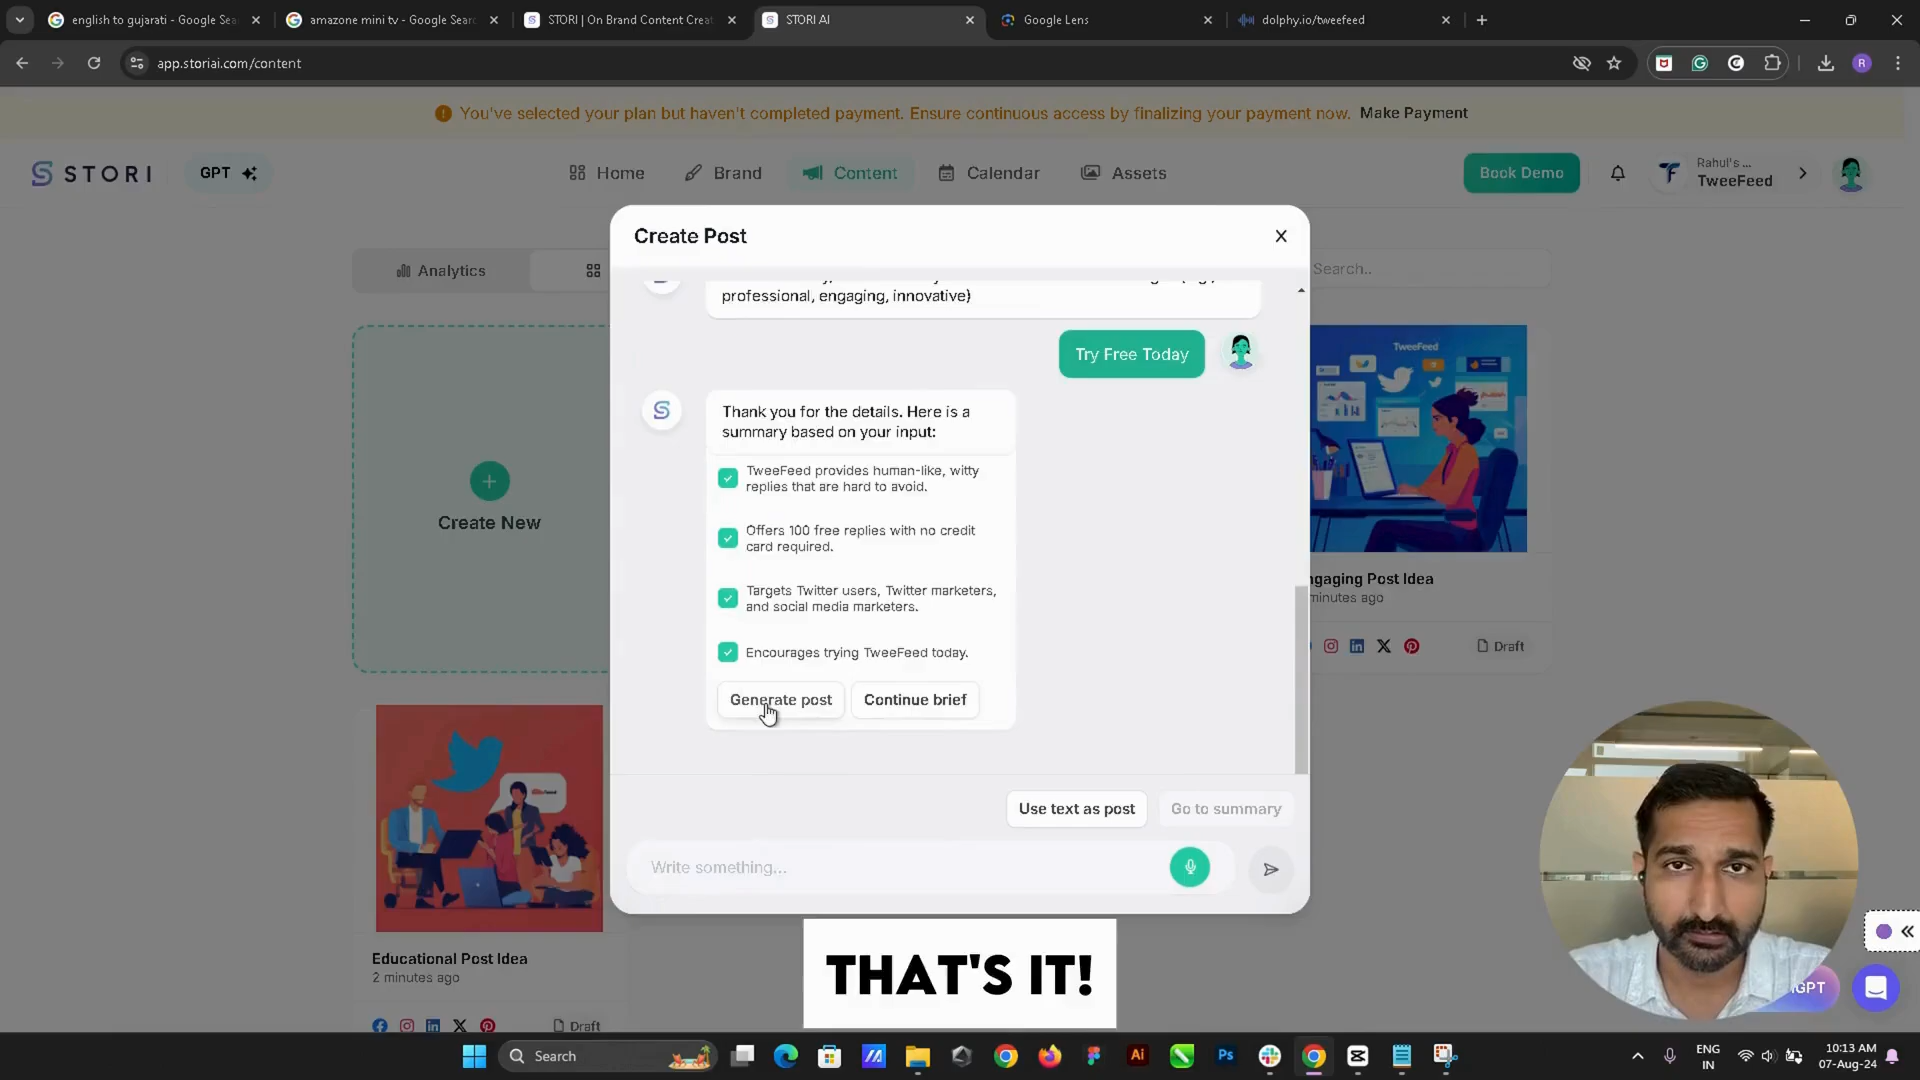 english to gujarati - Google Sea
amazone mini tv - Google Searc
STORI | On Brand Content Creat
STORI AI
Google Lens
dolphy.io/tweefeed
app.storiai.com/content
R
You've selected your plan but haven't completed payment. Ensure continuous access by finalizing your payment now. Make Payment
STORI
GPT
Home
Brand
Content
Calendar
Assets
Book Demo
Rahul's ...
TweeFeed
Analytics
Search..
Create Post
professional, engaging, innovative)
Try Free Today
Thank you for the details. Here is a
summary based on your input:
TweeFeed provides human-like, witty
replies that are hard to avoid.
Offers 100 free replies with no credit
card required.
Targets Twitter users, Twitter marketers,
and social media marketers.
Encourages trying TweeFeed today.
Generate post
Continue brief
Use text as post
Go to summary
Write something...
Create New
TweeFeed
ngaging Post Idea
minutes ago
Draft
Educational Post Idea
2 minutes ago
Draft
THAT'S IT!
GPT
Search
Ai
Ps
ENG
IN
10:13 AM
07-Aug-24